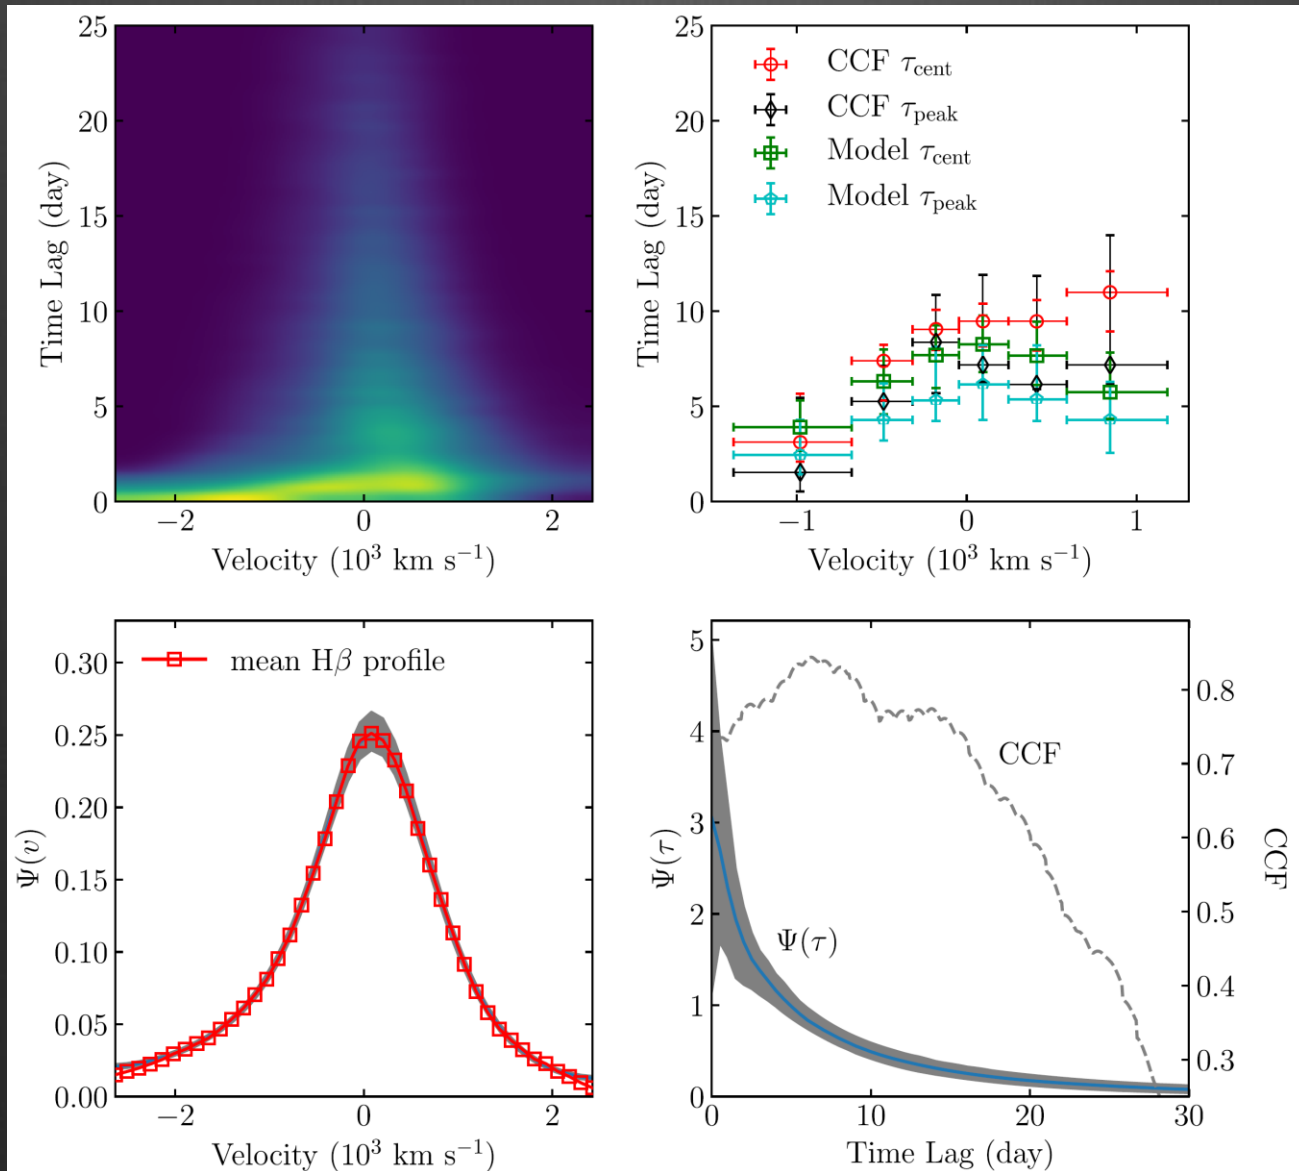 25
20
15
10
5
0
Time Lag (day)
−2
0
2
Velocity (10³ km s⁻¹)
25
20
15
10
5
0
Time Lag (day)
CCF τcent
CCF τpeak
Model τcent
Model τpeak
−1
0
1
Velocity (10³ km s⁻¹)
0.30
0.25
0.20
0.15
0.10
0.05
0.00
Ψ(v)
mean Hβ profile
−2
0
2
Velocity (10³ km s⁻¹)
5
4
3
2
1
0
Ψ(τ)
CCF
Ψ(τ)
0.8
0.7
0.6
0.5
0.4
0.3
CCF
0
10
20
30
Time Lag (day)